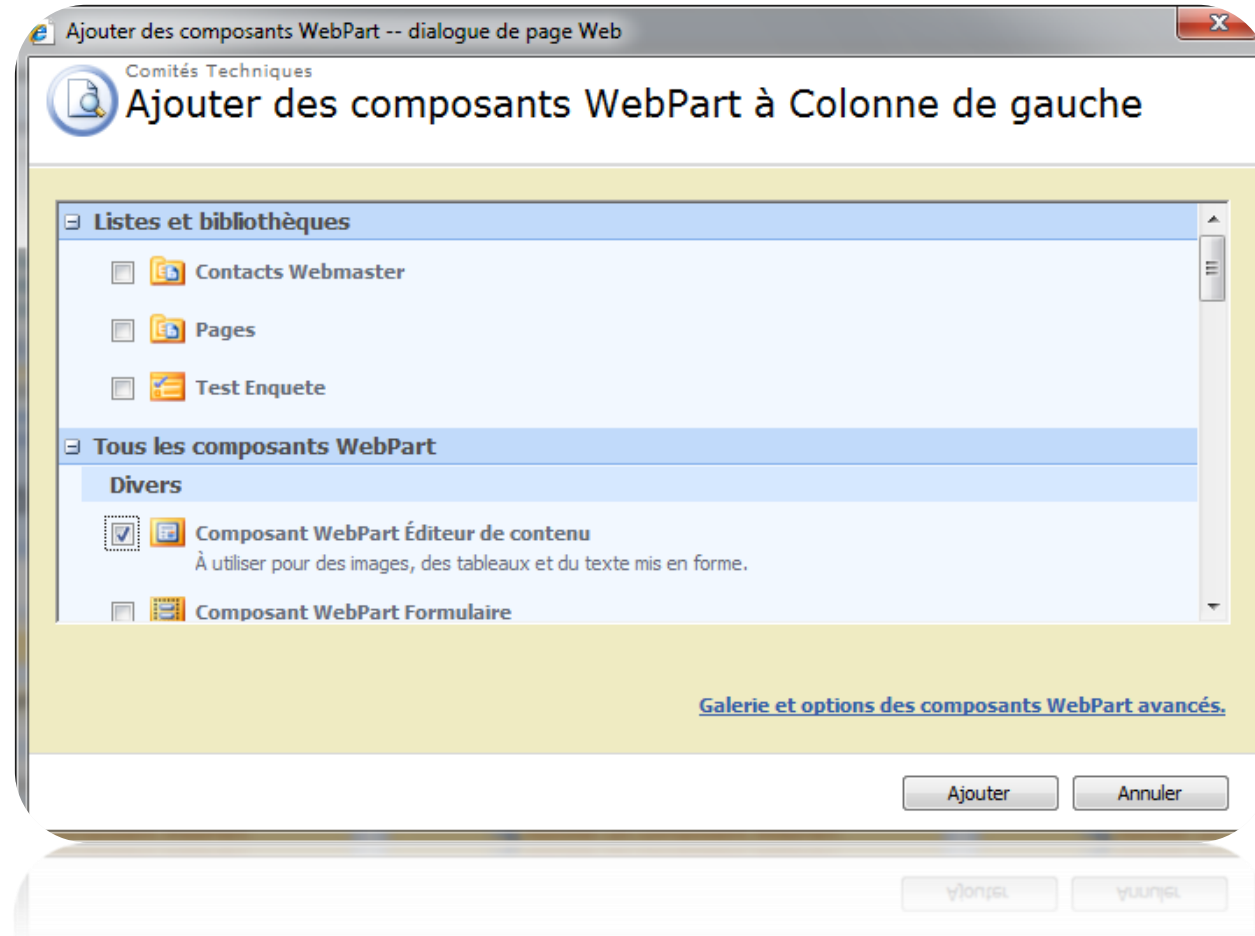 Ajouter des composants WebPart -- dialogue de page Web
Comités Techniques
Ajouter des composants WebPart à Colonne de gauche
Listes et bibliothèques
Contacts Webmaster
Pages
Test Enquete
Tous les composants WebPart
Divers
Composant WebPart Éditeur de contenu
À utiliser pour des images, des tableaux et du texte mis en forme.
Composant WebPart Formulaire
Galerie et options des composants WebPart avancés.
Ajouter Annuler